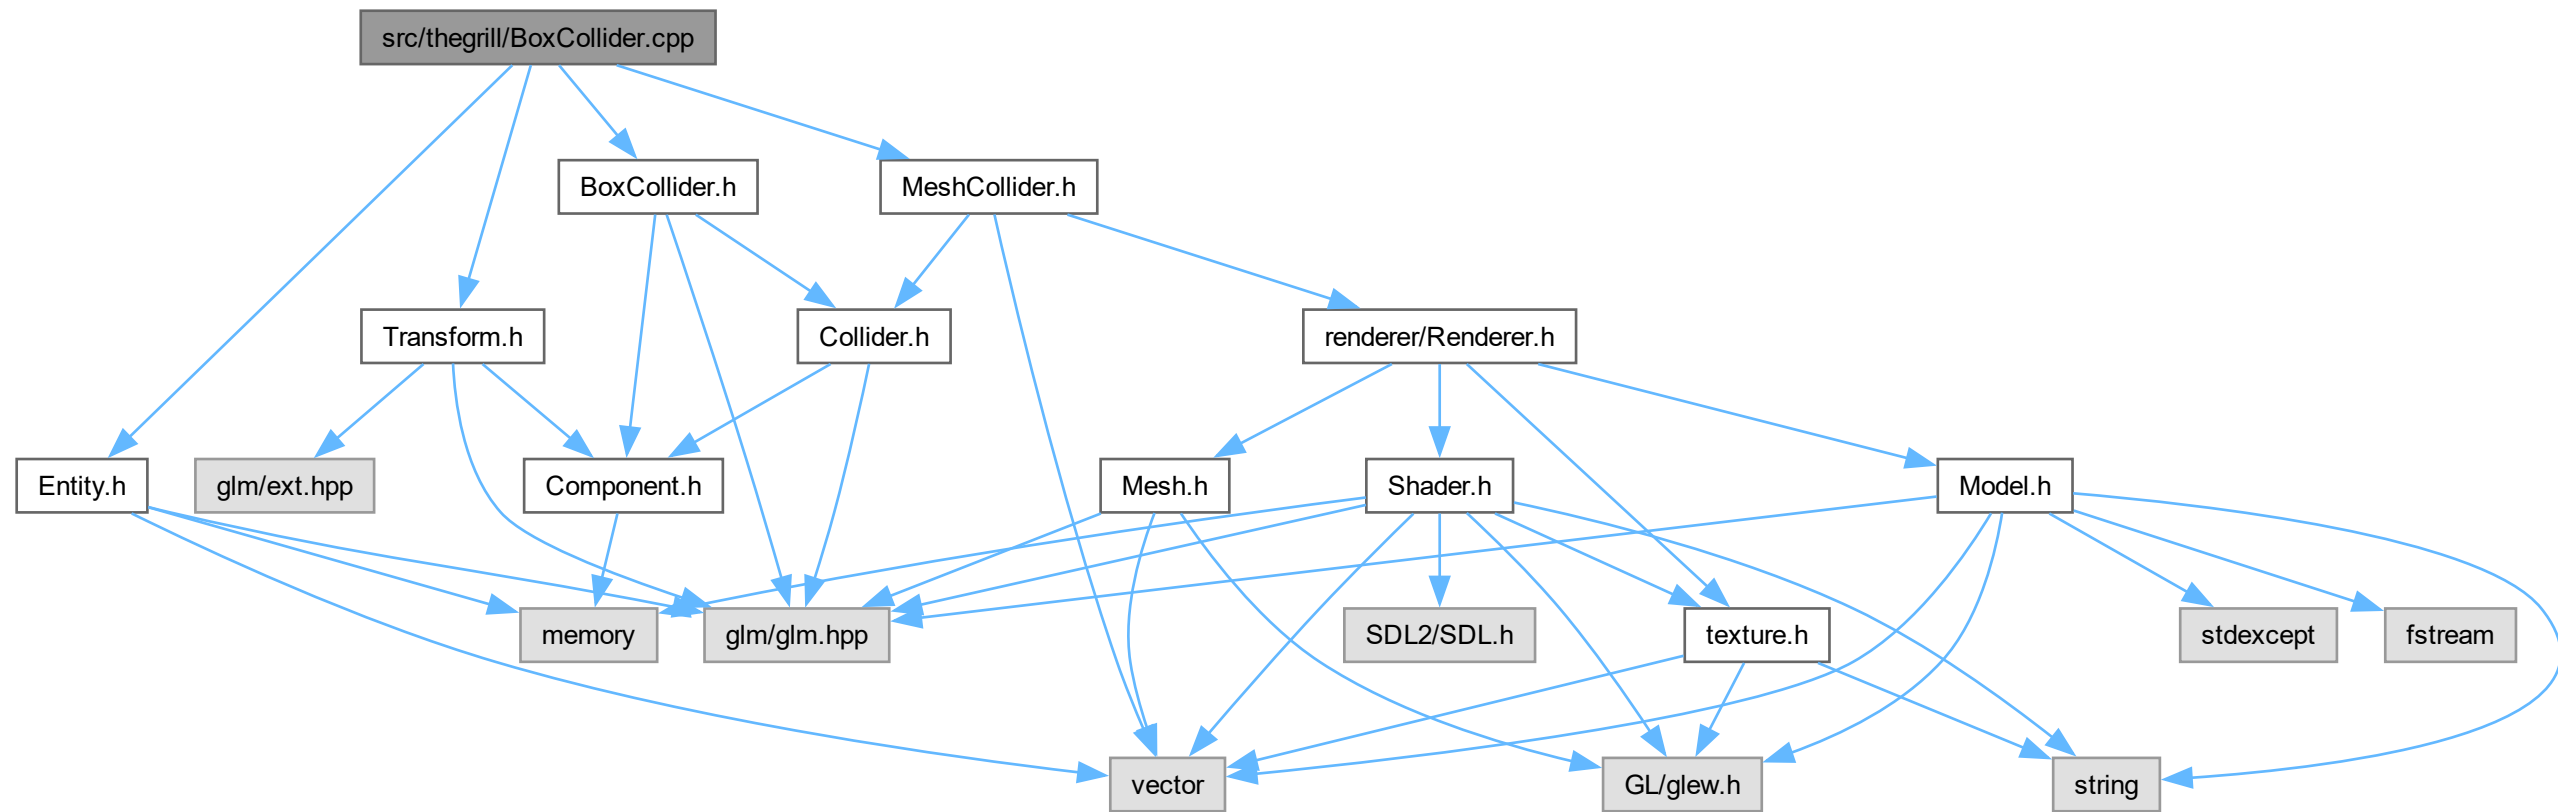 src/thegrill/BoxCollider.cpp
BoxCollider.h
MeshCollider.h
Transform.h
Collider.h
renderer/Renderer.h
Entity.h
glm/ext.hpp
Component.h
Mesh.h
Shader.h
Model.h
memory
glm/glm.hpp
SDL2/SDL.h
texture.h
stdexcept
fstream
vector
GL/glew.h
string